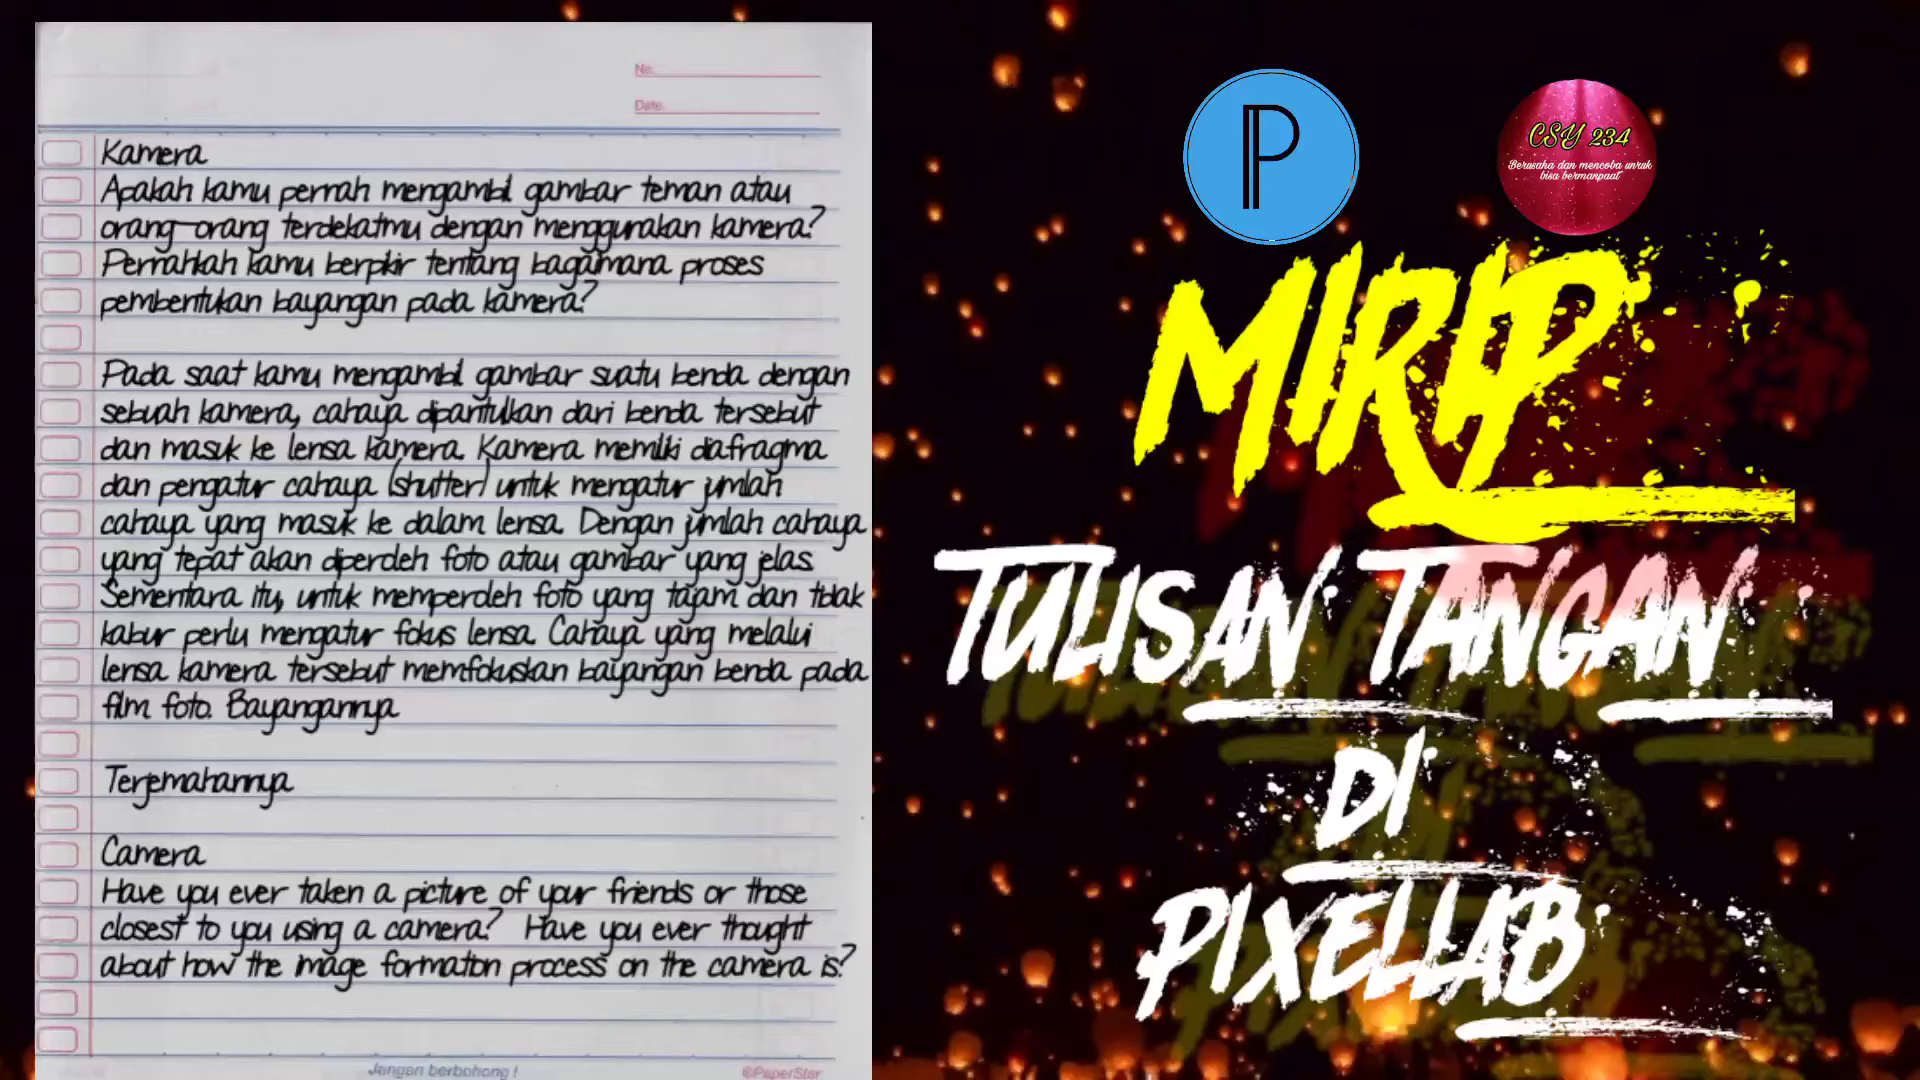 No.
Date.
Kamera
Apakah kamu pernah mengambil gambar teman atau
orang-orang terdekatmu dengan menggunakan kamera?
Pernahkah kamu berpikir tentang bagaimana proses
pembentukan bayangan pada kamera?
Pada saat kamu mengambil gambar suatu benda dengan
sebuah kamera, cahaya dipantulkan dari benda tersebut
dan masuk ke lensa kamera. Kamera memiliki diafragma
dan pengatur cahaya (shutter) untuk mengatur jumlah
cahaya yang masuk ke dalam lensa. Dengan jumlah cahaya
yang tepat akan diperoleh foto atau gambar yang jelas.
Sementara itu, untuk memperoleh foto yang tajam dan tidak
kabur perlu mengatur fokus lensa. Cahaya yang melalui
lensa kamera tersebut memfokuskan bayangan benda pada
film foto. Bayangannya
Terjemahannya
Camera
Have you ever taken a picture of your friends or those
closest to you using a camera? Have you ever thought
about how the image formation process on the camera is?
Jangan berbohong!
@PaperStar
P
CSY 234
Berusaha dan mencoba unruk
bisa bermanpaat"
MIRIP
TULISAN TANGAN
DI
PIXELLAB